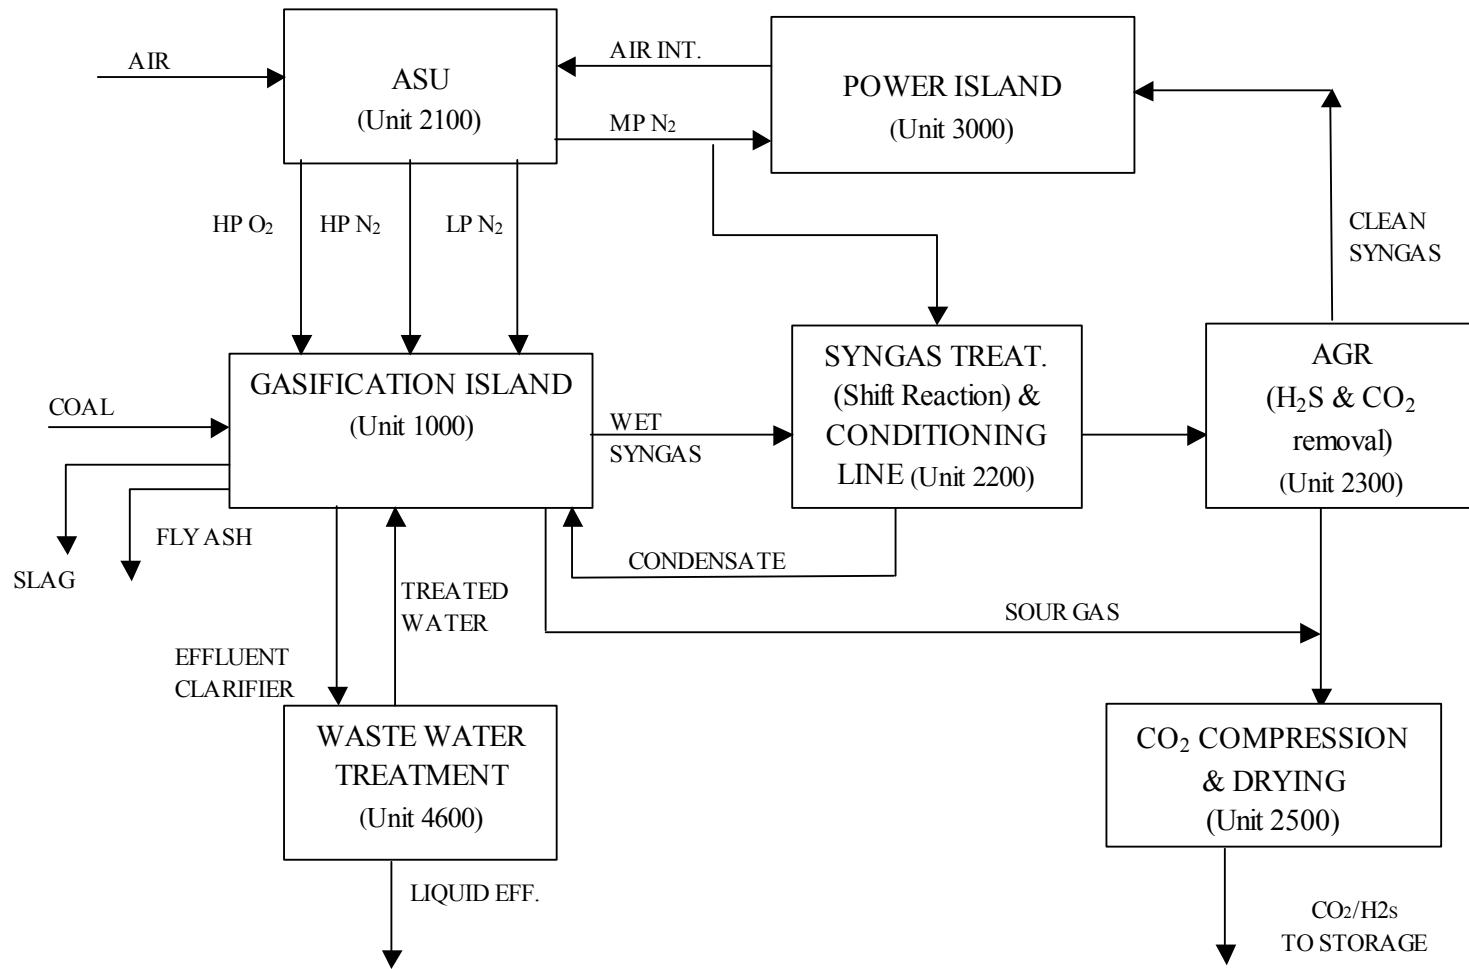 AIR
ASU
(Unit 2100)
AIR INT.
MP N2
POWER ISLAND
(Unit 3000)
HP O2
HP N2
LP N2
CLEAN
SYNGAS
COAL
GASIFICATION ISLAND
(Unit 1000)
WET
SYNGAS
SYNGAS TREAT.
(Shift Reaction) &
CONDITIONING
LINE (Unit 2200)
AGR
(H2S & CO2
removal)
(Unit 2300)
SLAG
FLY ASH
CONDENSATE
TREATED
WATER
SOUR GAS
EFFLUENT
CLARIFIER
WASTE WATER
TREATMENT
(Unit 4600)
CO2 COMPRESSION
& DRYING
(Unit 2500)
LIQUID EFF.
CO2/H2S
TO STORAGE